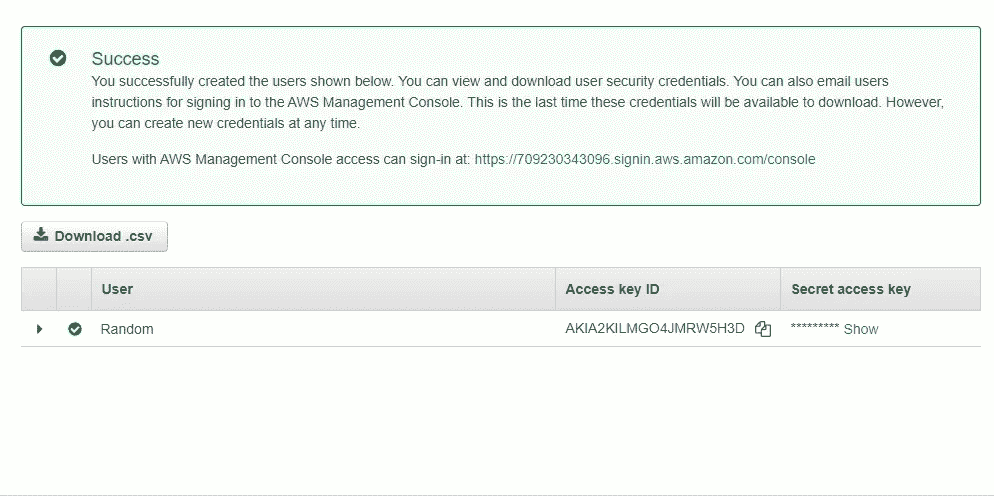 Success
You successfully created the users shown below. You can view and download user security credentials. You can also email users
instructions for signing in to the AWS Management Console. This is the last time these credentials will be available to download. However,
you can create new credentials at any time.
Users with AWS Management Console access can sign-in at: https://709230343096.signin.aws.amazon.com/console
Download .csv
User Access key ID Secret access key
Random AKIA2KILMGO4JMRW5H3D ********* Show